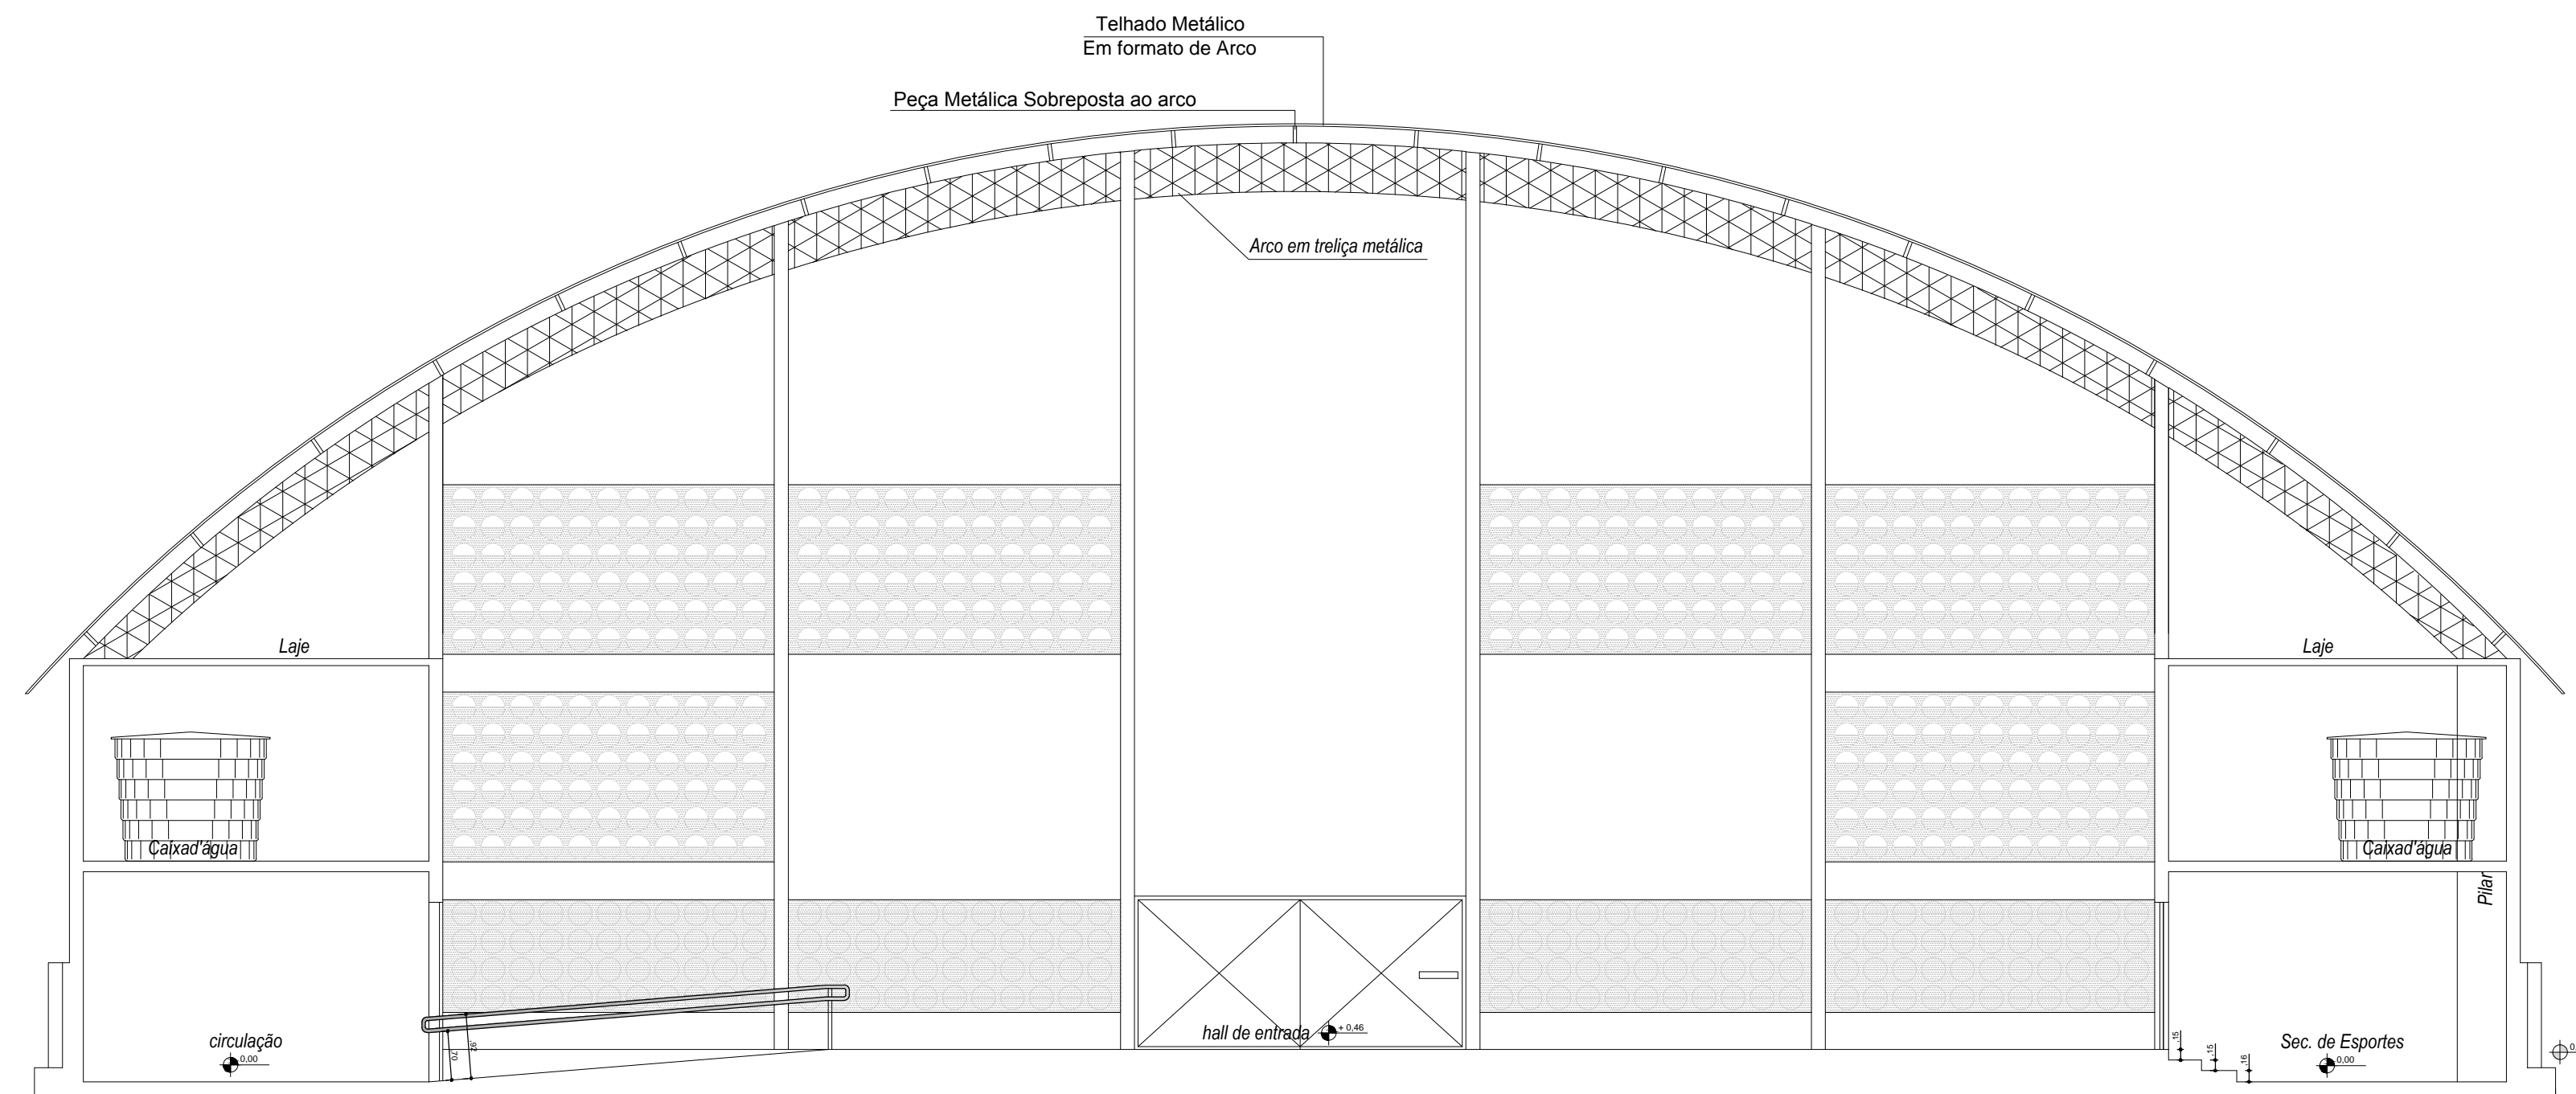 Telhado Metálico
Em formato de Arco
Peça Metálica Sobreposta ao arco
Arco em treliça metálica
Laje
Laje
Caixad'água
Caixad'água
Pilar
circulação
0,00
,70
,92
hall de entrada
+ 0,46
,15
,15
,16
Sec. de Esportes
0,00